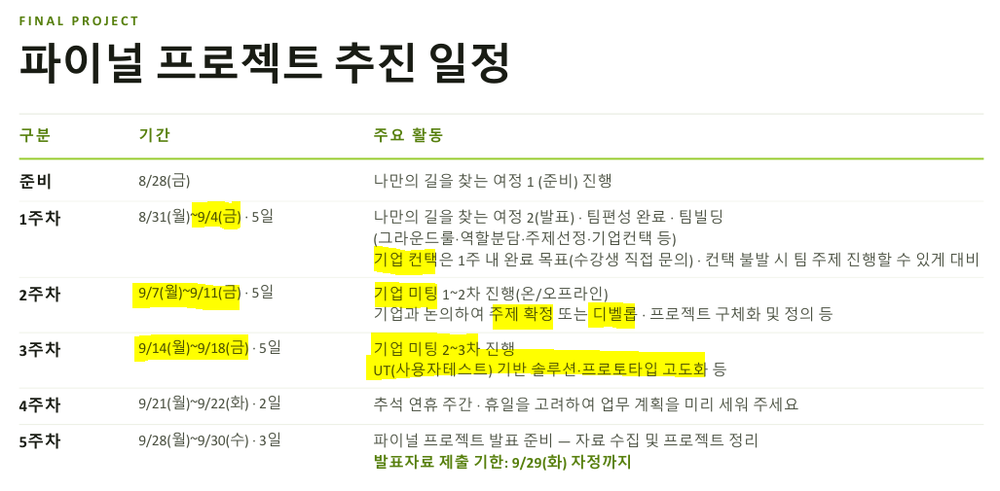 FINAL PROJECT
파이널 프로젝트 추진 일정
구분 기간 주요 활동
준비 8/28(금) 나만의 길을 찾는 여정 1 (준비) 진행
1주차 8/31(월)~9/4(금) · 5일 나만의 길을 찾는 여정 2(발표) · 팀편성 완료 · 팀빌딩
(그라운드룰·역할분담·주제선정·기업컨택 등)
기업 컨택은 1주 내 완료 목표(수강생 직접 문의) · 컨택 불발 시 팀 주제 진행할 수 있게 대비
2주차 9/7(월)~9/11(금) · 5일 기업 미팅 1~2차 진행(온/오프라인)
기업과 논의하여 주제 확정 또는 디벨롭 · 프로젝트 구체화 및 정의 등
3주차 9/14(월)~9/18(금) · 5일 기업 미팅 2~3차 진행
UT(사용자테스트) 기반 솔루션·프로토타입 고도화 등
4주차 9/21(월)~9/22(화) · 2일 추석 연휴 주간 · 휴일을 고려하여 업무 계획을 미리 세워 주세요
5주차 9/28(월)~9/30(수) · 3일 파이널 프로젝트 발표 준비 — 자료 수집 및 프로젝트 정리
발표자료 제출 기한: 9/29(화) 자정까지